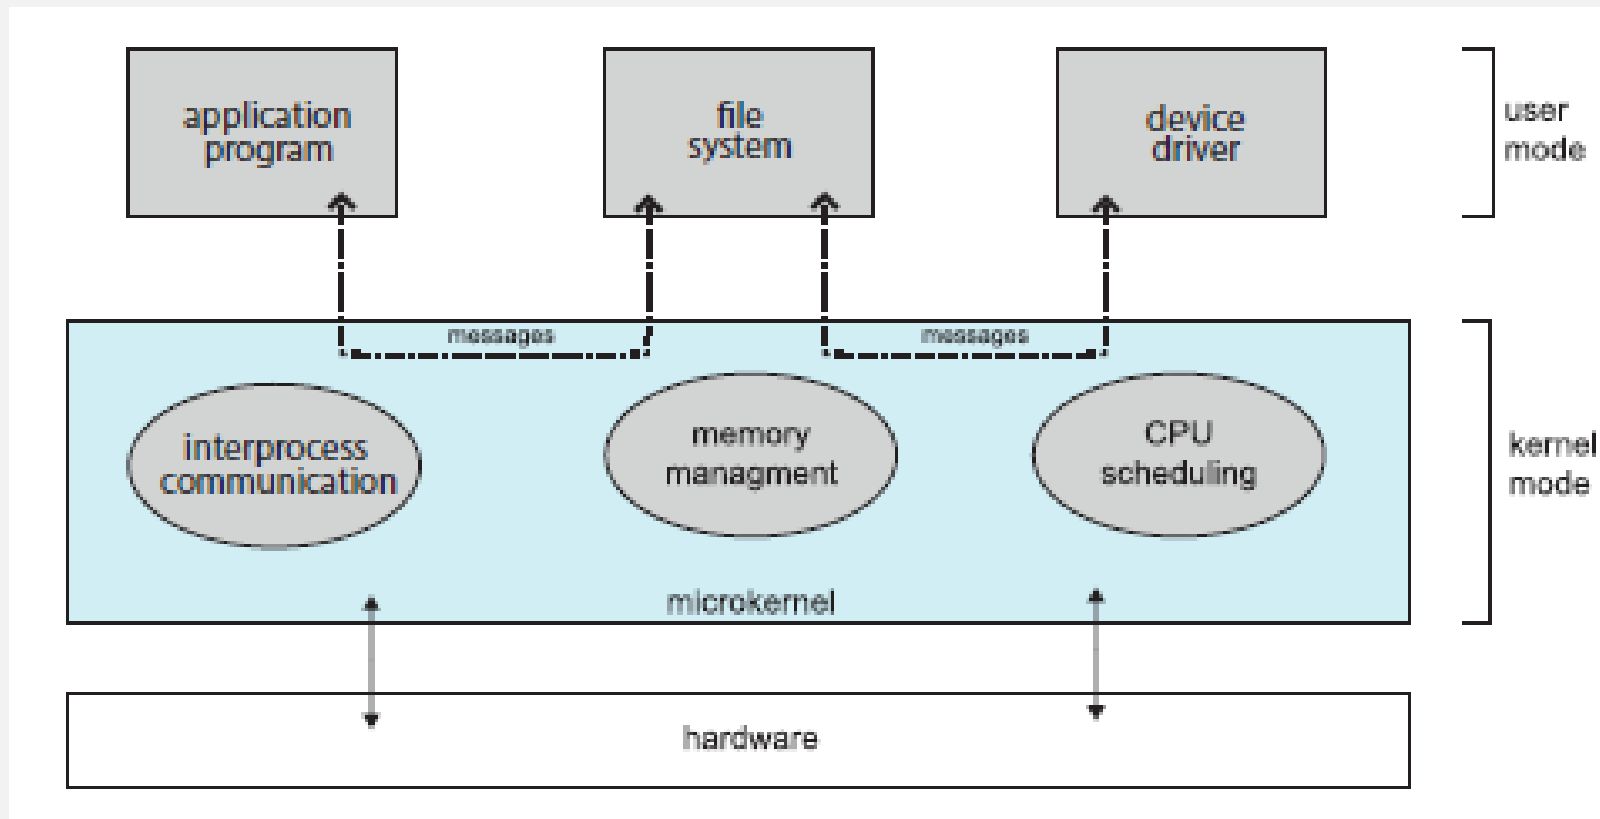 application
program
file
system
device
driver
user
mode
messages
messages
interprocess
communication
memory
managment
CPU
scheduling
kernel
mode
microkernel
hardware